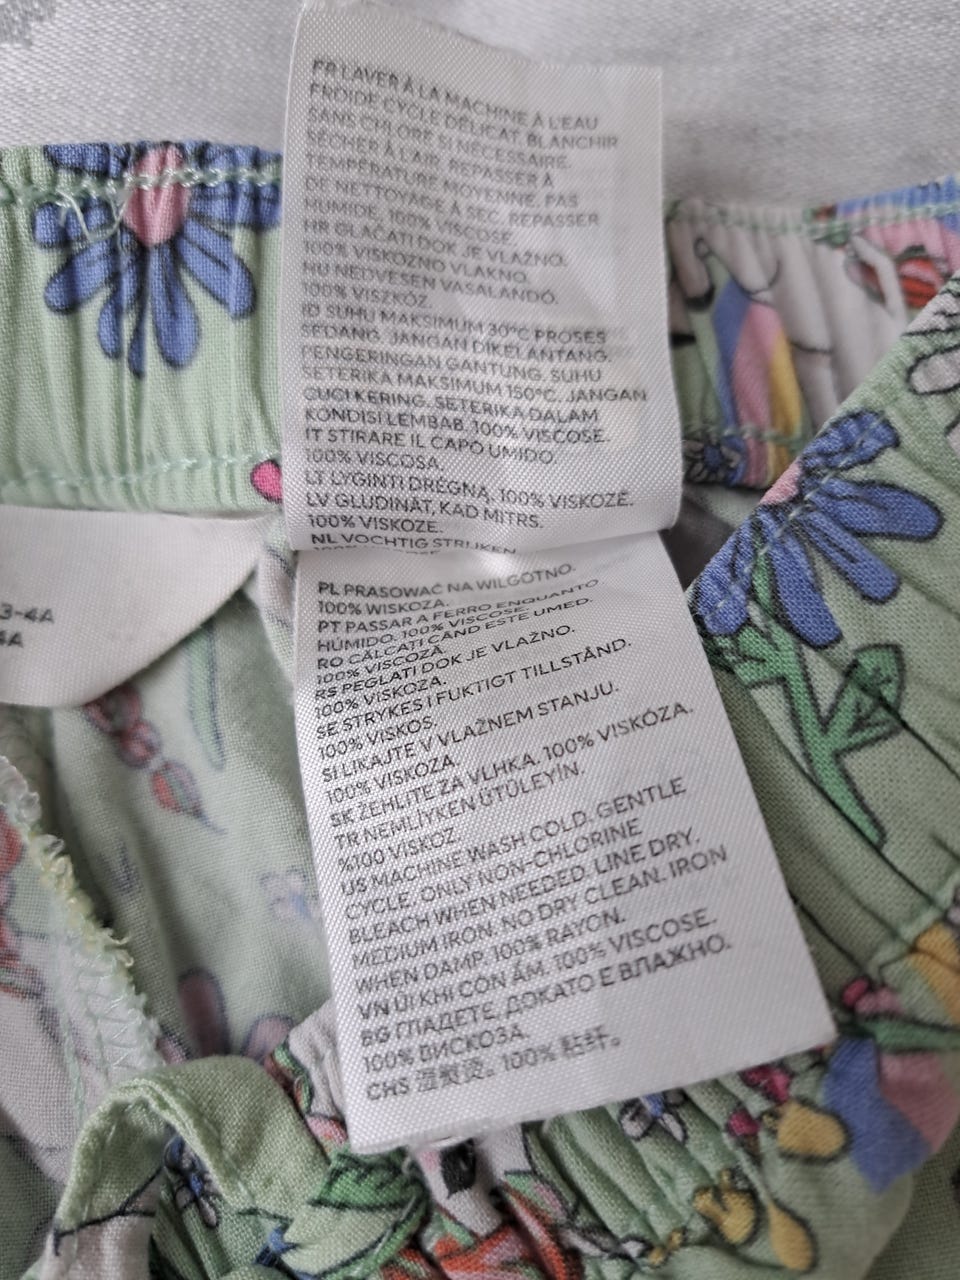 FR LAVER À LA MACHINE À L'EAU
FROIDE CYCLE DÉLICAT. BLANCHIR
SANS CHLORE SI NÉCESSAIRE.
SÉCHER À L'AIR. REPASSER À
TEMPÉRATURE MOYENNE. PAS
DE NETTOYAGE À SEC. REPASSER
HUMIDE, 100% VISCOSE.
HR GLAČATI DOK JE VLAŽNO.
100% VISKOZNO VLAKNO.
HU NEDVESEN VASALANDÓ.
100% VISZKÓZ.
ID SUHU MAKSIMUM 30°C PROSES
SEDANG. JANGAN DIKELANTANG.
PENGERINGAN GANTUNG. SUHU
SETERIKA MAKSIMUM 150°C. JANGAN
CUCI KERING. SETERIKA DALAM
KONDISI LEMBAB. 100% VISCOSE.
IT STIRARE IL CAPO UMIDO.
100% VISCOSA.
LT LYGINTI DRĖGNĄ. 100% VISKOZĖ.
LV GLUDINĀT, KAD MITRS.
100% VISKOZE.
NL VOCHTIG STRIJKEN
3-4A
4A
PL PRASOWAĆ NA WILGOTNO.
100% WISKOZA.
PT PASSAR A FERRO ENQUANTO
HÚMIDO. 100% VISCOSE.
RO CĂLCAȚI CÂND ESTE UMED.
100% VISCOZĂ.
RS PEGLATI DOK JE VLAŽNO.
100% VISKOZA.
SE STRYKES I FUKTIGT TILLSTÅND.
100% VISKOS.
SI LIKAJTE V VLAŽNEM STANJU.
100% VISKOZA.
SK ŽEHLITE ZA VLHKA. 100% VISKÓZA.
TR NEMLİYKEN ÜTÜLEYİN.
%100 VİSKOZ.
US MACHINE WASH COLD. GENTLE
CYCLE. ONLY NON-CHLORINE
BLEACH WHEN NEEDED. LINE DRY.
MEDIUM IRON. NO DRY CLEAN. IRON
WHEN DAMP. 100% RAYON.
VN ỦI KHI CÒN ẨM. 100% VISCOSE.
BG ГЛАДЕТЕ, ДОКАТО Е ВЛАЖНО.
100% ВИСКОЗА.
CHS 湿熨烫。100% 粘纤。